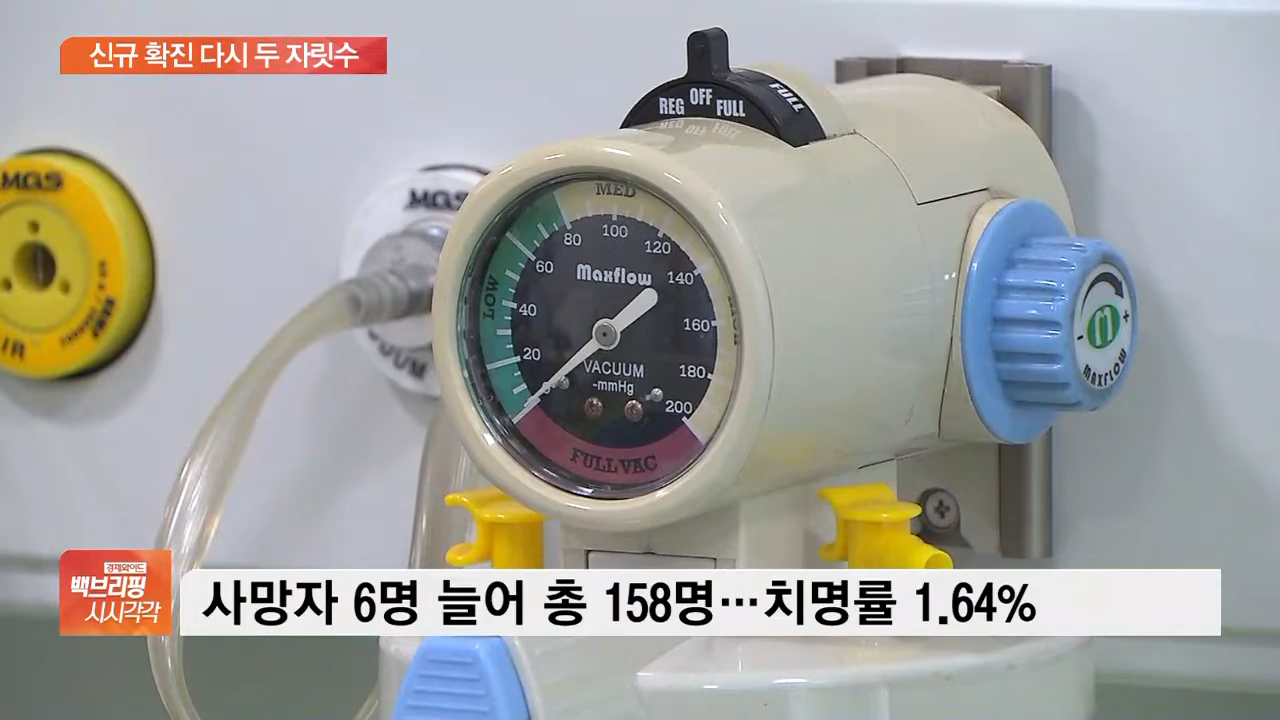 신규 확진 다시 두 자릿수
MGS
AIR
MGS
REG OFF FULL
FULL
MED
LOW
0 20 40 60 80 100 120 140 160 180 200
Maxflow
VACUUM
-mmHg
FULL VAC
- m +
MAXFLOW
경제와이드
백브리핑
시시각각
사망자 6명 늘어 총 158명…치명률 1.64%